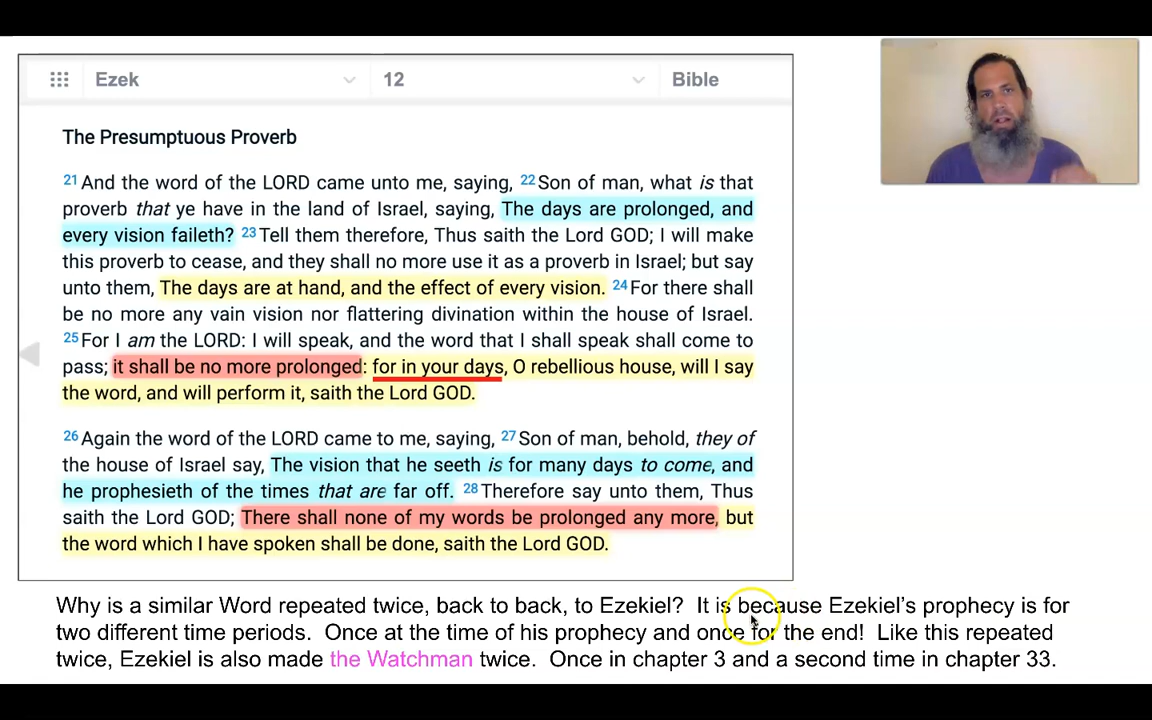 Ezek 12 Bible
The Presumptuous Proverb
21 And the word of the LORD came unto me, saying, 22 Son of man, what is that
proverb that ye have in the land of Israel, saying, The days are prolonged, and
every vision faileth? 23 Tell them therefore, Thus saith the Lord GOD; I will make
this proverb to cease, and they shall no more use it as a proverb in Israel; but say
unto them, The days are at hand, and the effect of every vision. 24 For there shall
be no more any vain vision nor flattering divination within the house of Israel.
25 For I am the LORD: I will speak, and the word that I shall speak shall come to
pass; it shall be no more prolonged: for in your days, O rebellious house, will I say
the word, and will perform it, saith the Lord GOD.
26 Again the word of the LORD came to me, saying, 27 Son of man, behold, they of
the house of Israel say, The vision that he seeth is for many days to come, and
he prophesieth of the times that are far off. 28 Therefore say unto them, Thus
saith the Lord GOD; There shall none of my words be prolonged any more, but
the word which I have spoken shall be done, saith the Lord GOD.
Why is a similar Word repeated twice, back to back, to Ezekiel? It is because Ezekiel's prophecy is for
two different time periods. Once at the time of his prophecy and once for the end! Like this repeated
twice, Ezekiel is also made the Watchman twice. Once in chapter 3 and a second time in chapter 33.